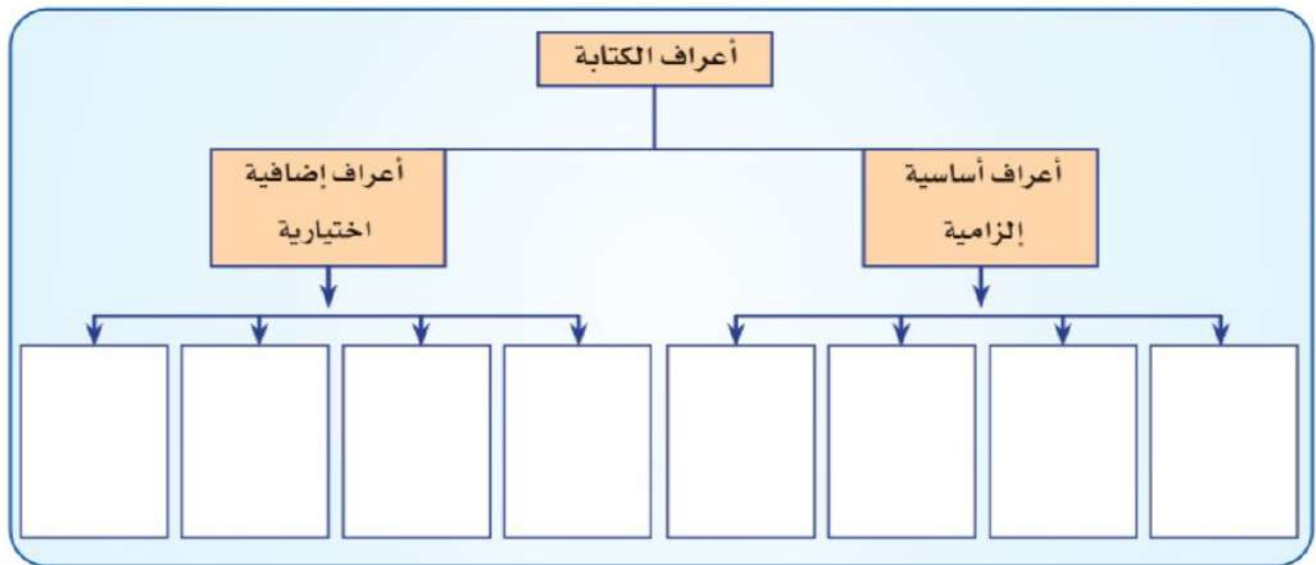 أعراف الكتابة
أعراف أساسية
إلزامية
أعراف إضافية
اختيارية